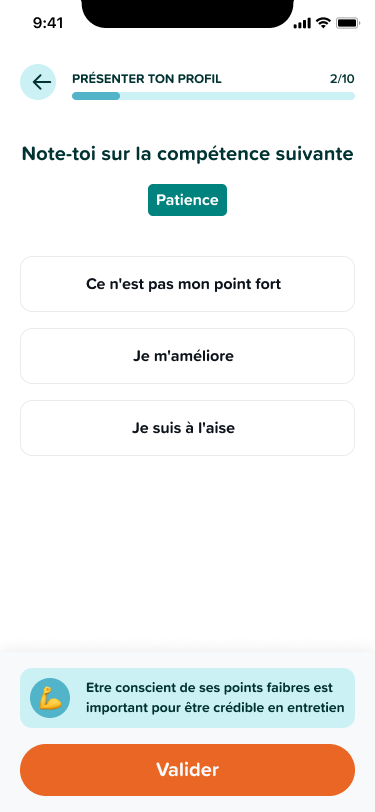 9:41
PRÉSENTER TON PROFIL
2/10
Note-toi sur la compétence suivante
Patience
Ce n'est pas mon point fort
Je m'améliore
Je suis à l'aise
Etre conscient de ses points faibres est
important pour être crédible en entretien
Valider